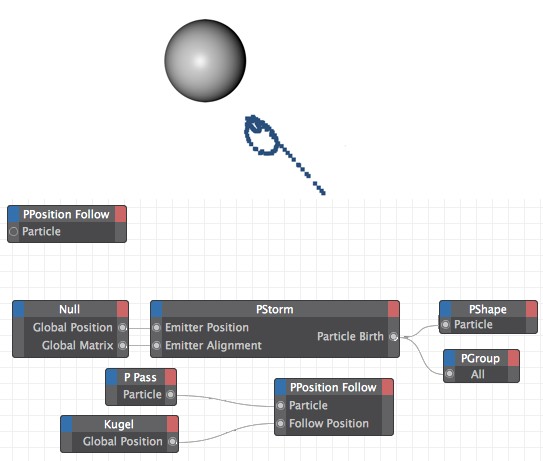 PPosition Follow
Particle
Null
Global Position
Global Matrix
PStorm
Emitter Position
Emitter Alignment
Particle Birth
PShape
Particle
PGroup
All
P Pass
Particle
Kugel
Global Position
PPosition Follow
Particle
Follow Position